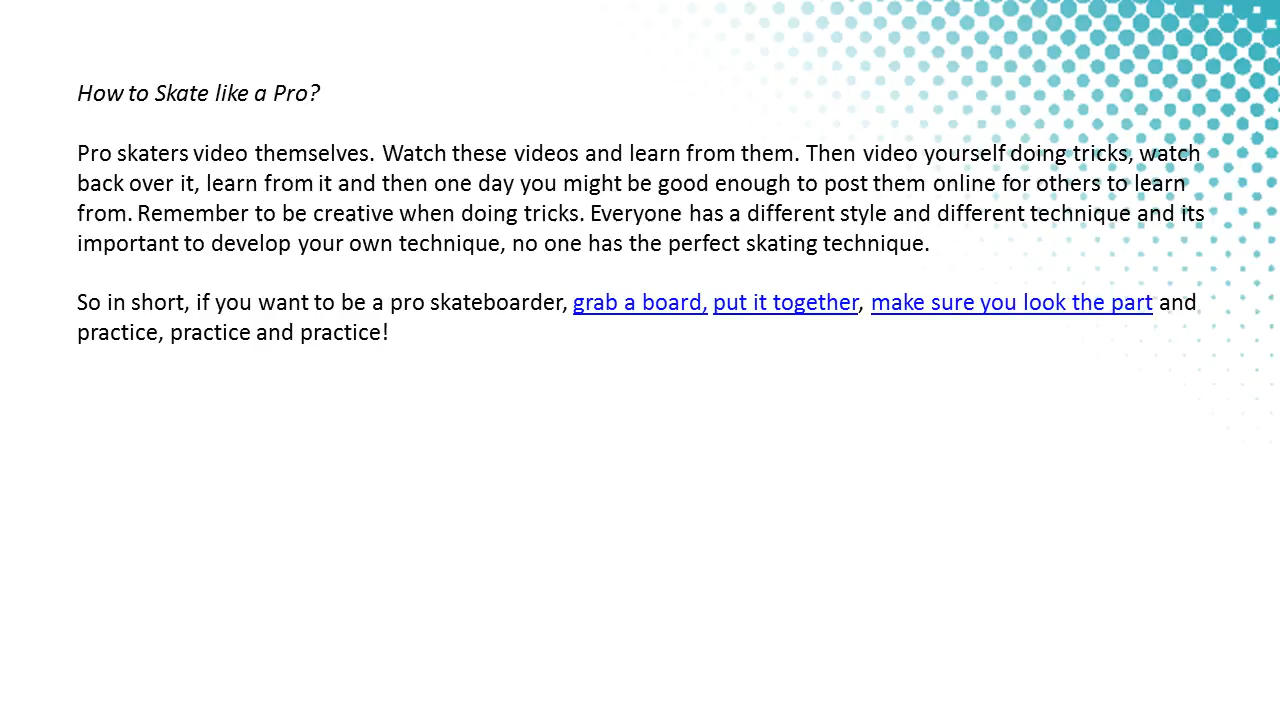 How to Skate like a Pro?
Pro skaters video themselves. Watch these videos and learn from them. Then video yourself doing tricks, watch
back over it, learn from it and then one day you might be good enough to post them online for others to learn
from. Remember to be creative when doing tricks. Everyone has a different style and different technique and its
important to develop your own technique, no one has the perfect skating technique.
So in short, if you want to be a pro skateboarder, grab a board, put it together, make sure you look the part and
practice, practice and practice!